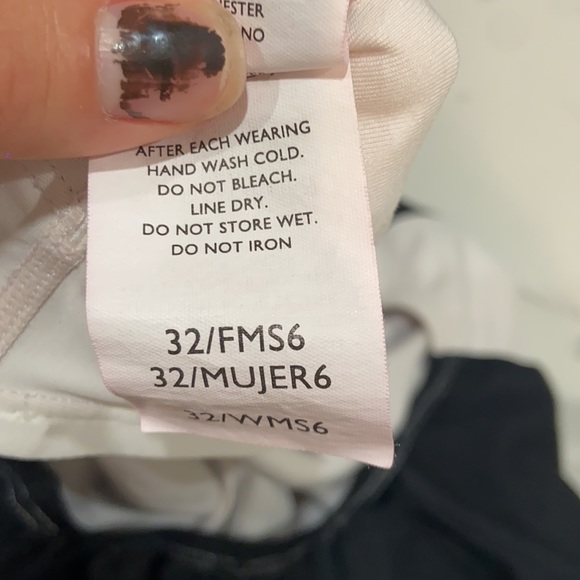 NO
AFTER EACH WEARING
HAND WASH COLD.
DO NOT BLEACH.
LINE DRY.
DO NOT STORE WET.
DO NOT IRON
32/FMS6
32/MUJER6
32/WMS6